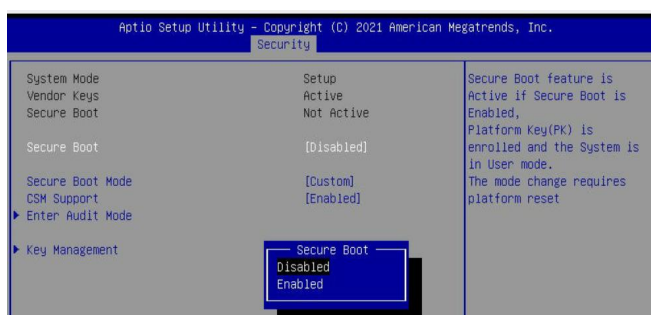 Aptio Setup Utility – Copyright (C) 2021 American Megatrends, Inc.
Security
System Mode Setup
Vendor Keys Active
Secure Boot Not Active
Secure Boot [Disabled]
Secure Boot Mode [Custom]
CSM Support [Enabled]
Enter Audit Mode
Key Management
Secure Boot
Disabled
Enabled
Secure Boot feature is
Active if Secure Boot is
Enabled,
Platform Key(PK) is
enrolled and the System is
in User mode.
The mode change requires
platform reset